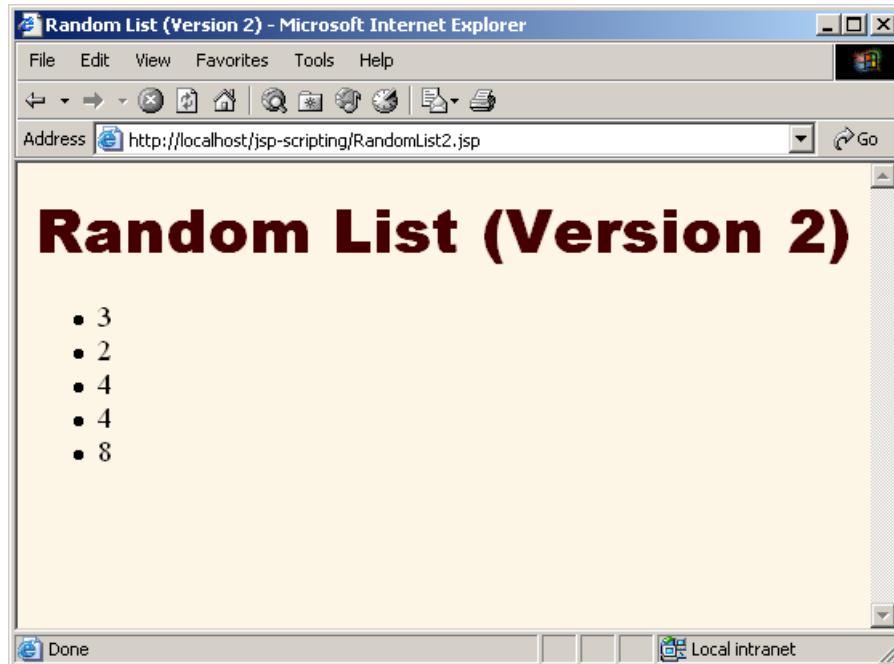 Random List (Version 2) - Microsoft Internet Explorer
File Edit View Favorites Tools Help
Address http://localhost/jsp-scripting/RandomList2.jsp Go
Random List (Version 2)
• 3
• 2
• 4
• 4
• 8
Done Local intranet